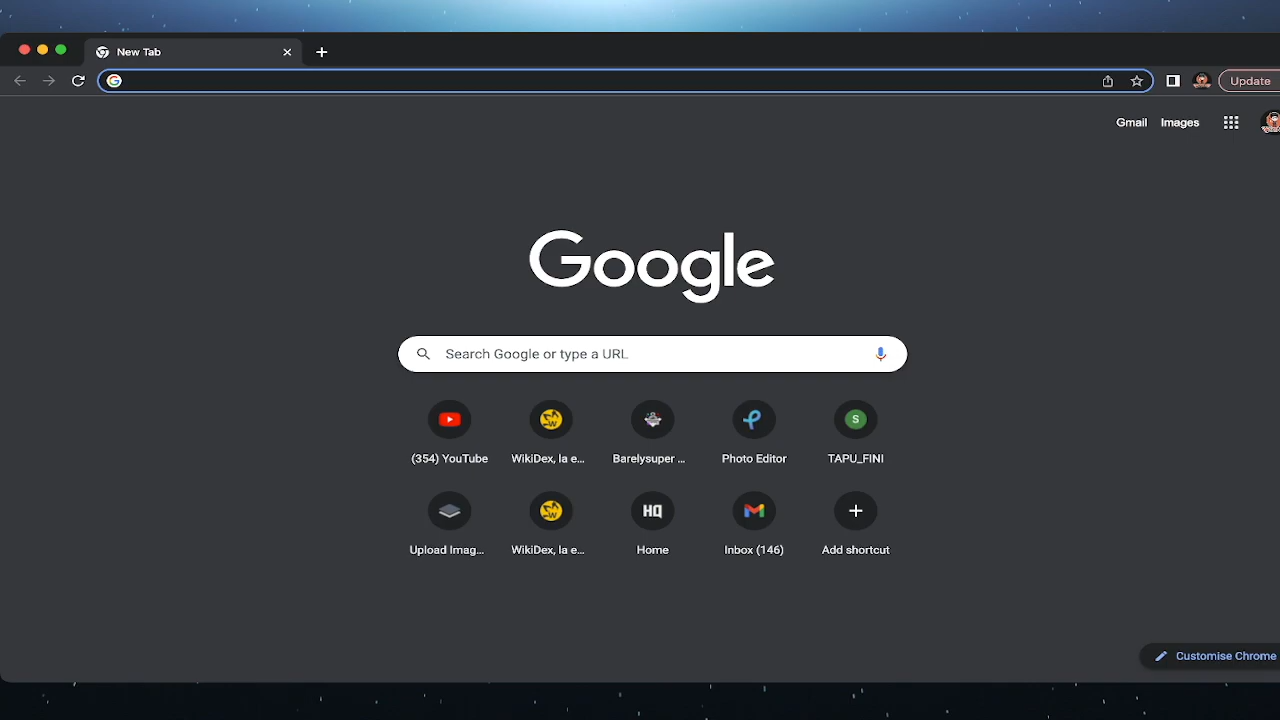 New Tab
Update
Gmail Images
Google
Search Google or type a URL
(354) YouTube WikiDex, la e... Barelysuper ... Photo Editor S TAPU_FINI
Upload Imag... WikiDex, la e... HQ Home Inbox (146) Add shortcut
Customise Chrome